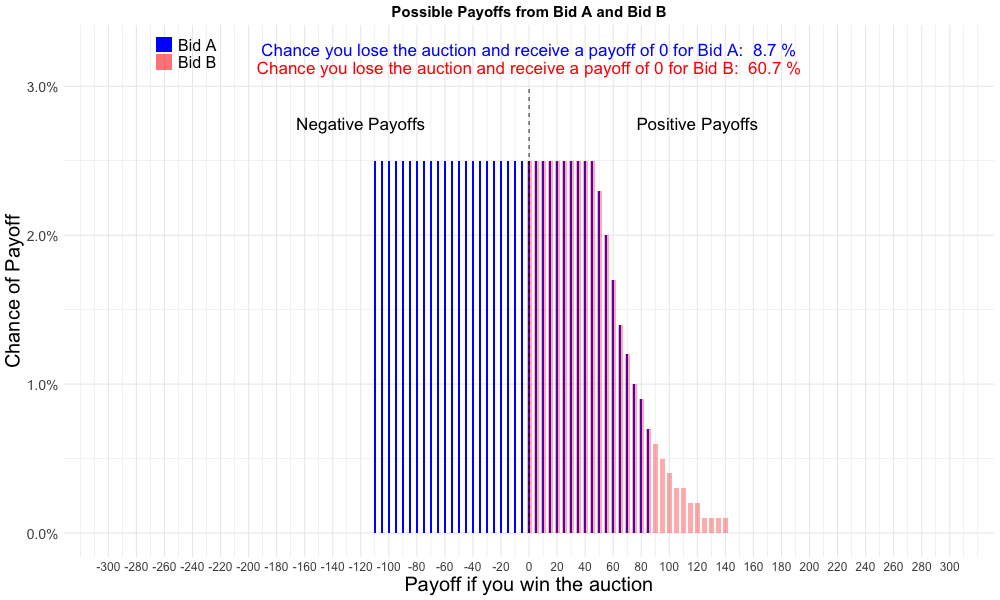 Possible Payoffs from Bid A and Bid B
Bid A
Bid B
Chance you lose the auction and receive a payoff of 0 for Bid A: 8.7 %
Chance you lose the auction and receive a payoff of 0 for Bid B: 60.7 %
Negative Payoffs
Positive Payoffs
Chance of Payoff
3.0%
2.0%
1.0%
0.0%
-300 -280 -260 -240 -220 -200 -180 -160 -140 -120 -100 -80 -60 -40 -20 0 20 40 60 80 100 120 140 160 180 200 220 240 260 280 300
Payoff if you win the auction